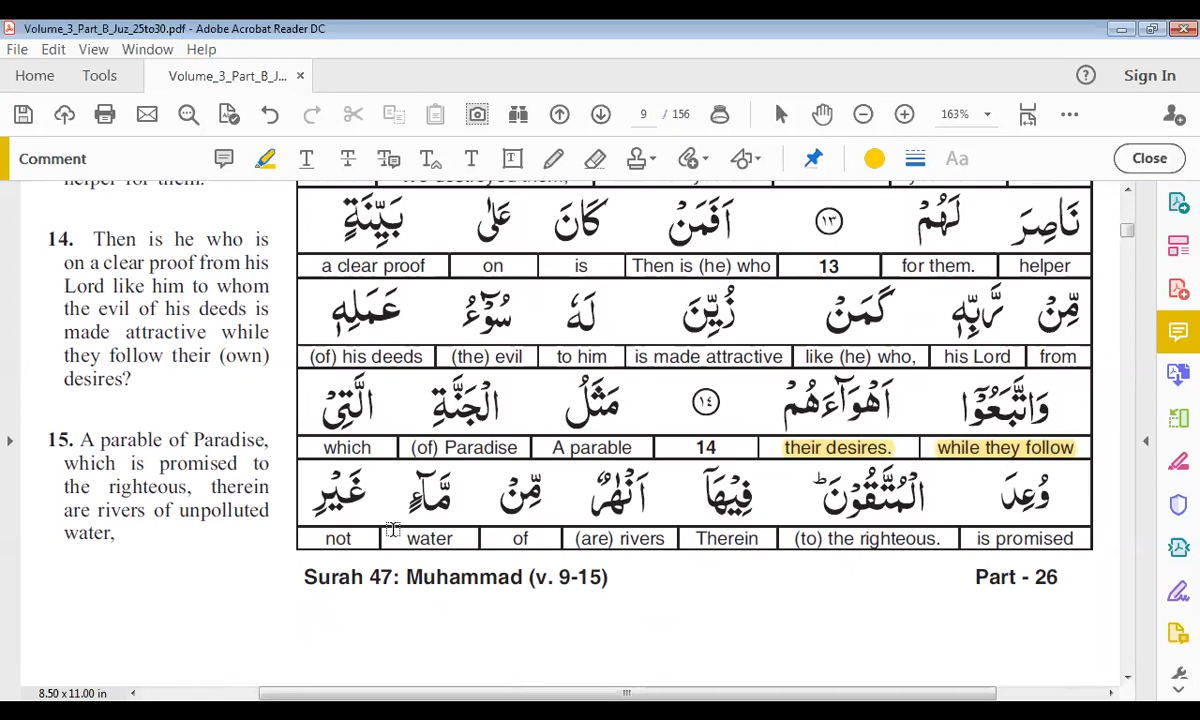 Volume_3_Part_B_Juz_25to30.pdf - Adobe Acrobat Reader DC
File Edit View Window Help
Home Tools Volume_3_Part_B_J... × Sign In
9 / 156 163%
Comment Close
helper for them.
14. Then is he who is
on a clear proof from his
Lord like him to whom
the evil of his deeds is
made attractive while
they follow their (own)
desires?
15. A parable of Paradise,
which is promised to
the righteous, therein
are rivers of unpolluted
water,
نَاصِرَ لَهُمْ ١٣ اَفَمَنْ كَانَ عَلٰى بَيِّنَةٍ
a clear proof on is Then is (he) who 13 for them. helper
مِّنْ رَّبِّهٖ كَمَنْ زُيِّنَ لَهٗ سُوْٓءُ عَمَلِهٖ
(of) his deeds (the) evil to him is made attractive like (he) who, his Lord from
وَاتَّبَعُوْٓا اَهْوَآءَهُمْ ١٤ مَثَلُ الْجَنَّةِ الَّتِيْ
which (of) Paradise A parable 14 their desires. while they follow
وُعِدَ الْمُتَّقُوْنَ ؕ فِيْهَآ اَنْهٰرٌ مِّنْ مَّآءٍ غَيْرِ
not water of (are) rivers Therein (to) the righteous. is promised
Surah 47: Muhammad (v. 9-15) Part - 26
8.50 x 11.00 in